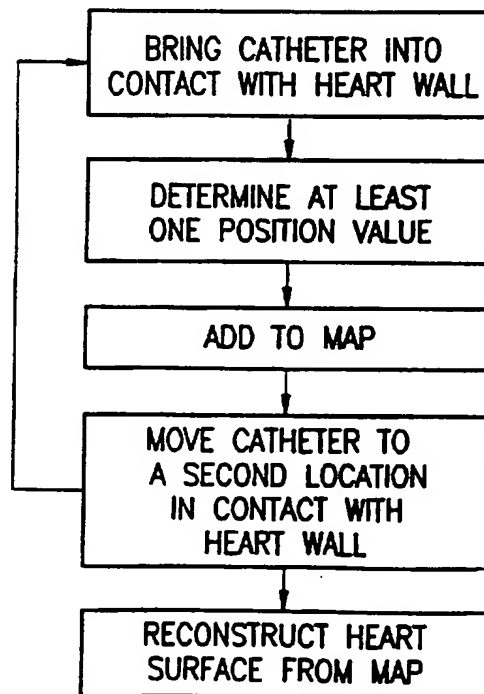 BRING CATHETER INTO
CONTACT WITH HEART WALL
DETERMINE AT LEAST
ONE POSITION VALUE
ADD TO MAP
MOVE CATHETER TO
A SECOND LOCATION
IN CONTACT WITH
HEART WALL
RECONSTRUCT HEART
SURFACE FROM MAP